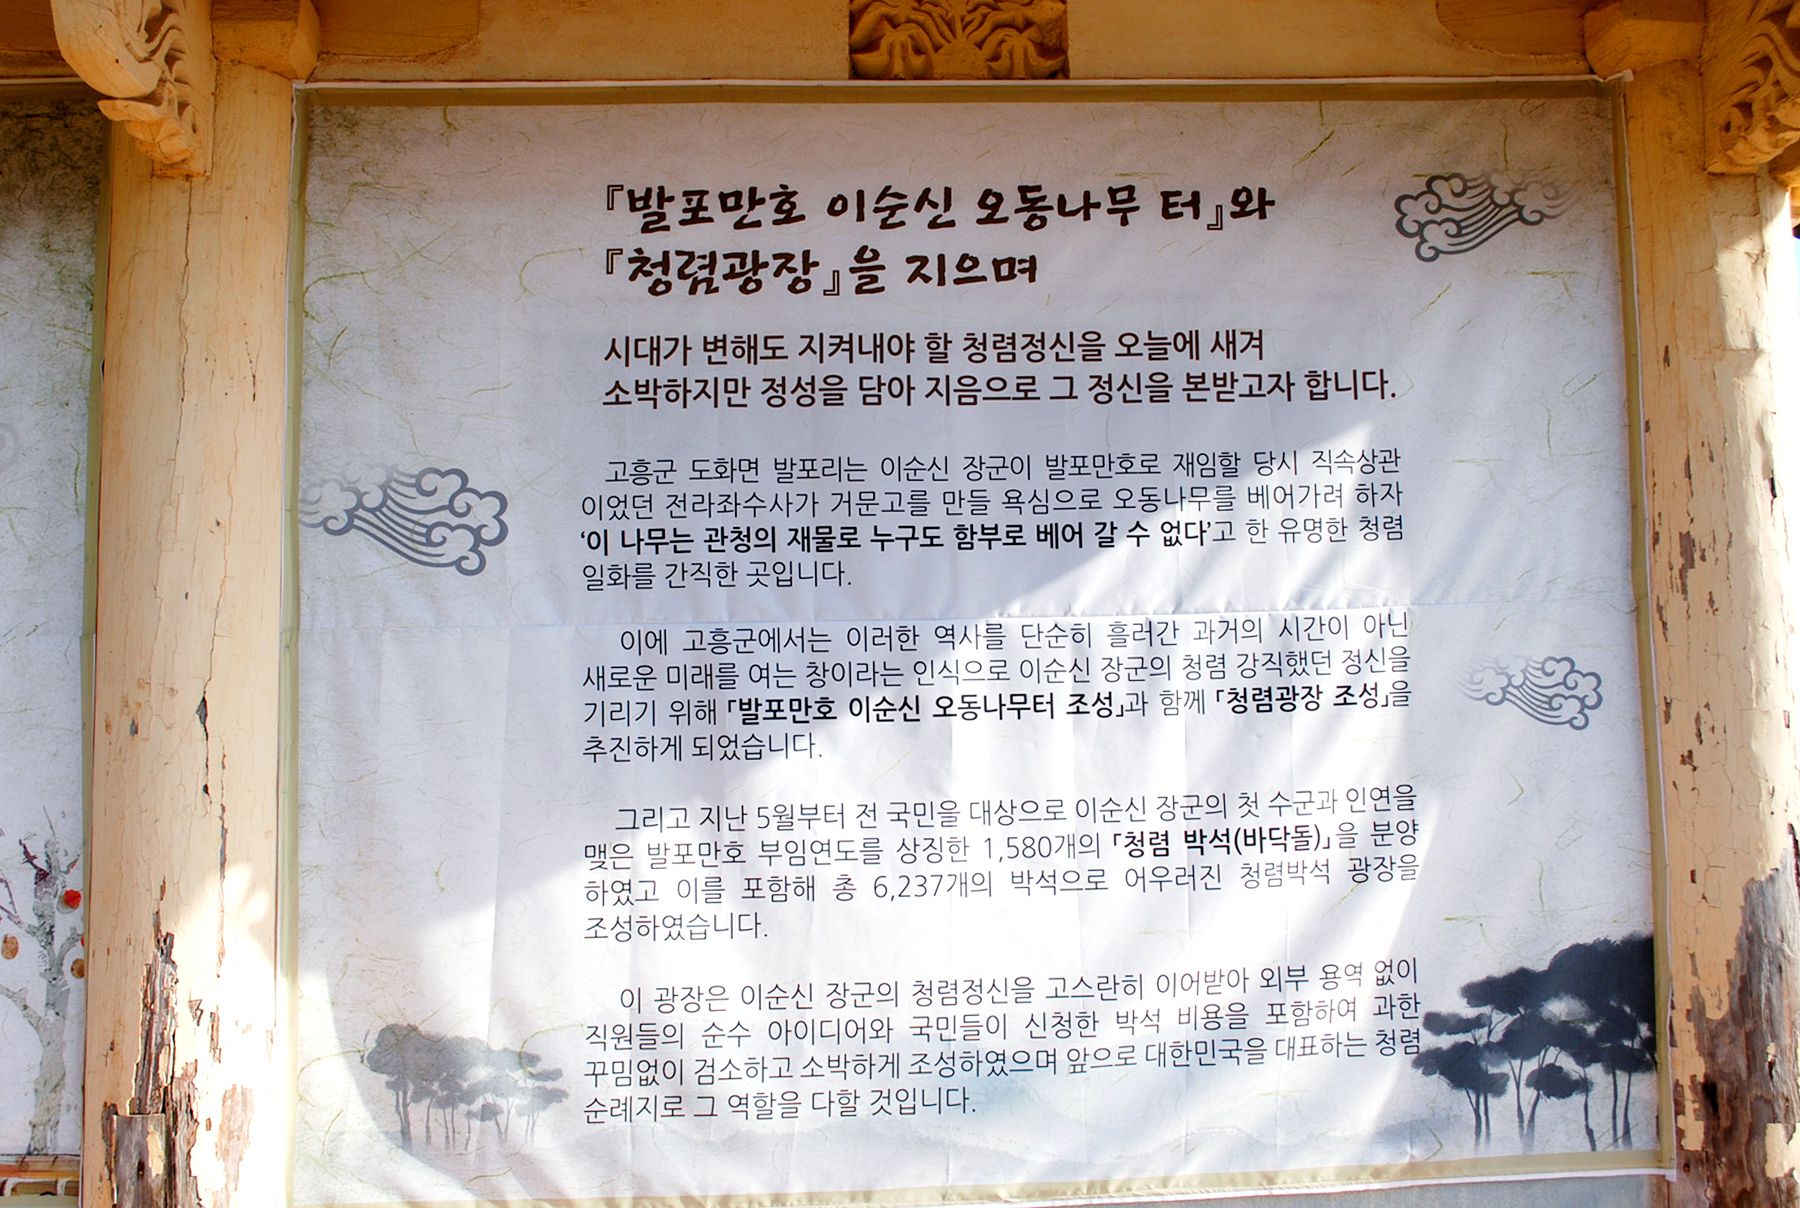 『발포만호 이순신 오동나무 터』와
『청렴광장』을 지으며
시대가 변해도 지켜내야 할 청렴정신을 오늘에 새겨
소박하지만 정성을 담아 지음으로 그 정신을 본받고자 합니다.
고흥군 도화면 발포리는 이순신 장군이 발포만호로 재임할 당시 직속상관
이었던 전라좌수사가 거문고를 만들 욕심으로 오동나무를 베어가려 하자
‘이 나무는 관청의 재물로 누구도 함부로 베어 갈 수 없다’고 한 유명한 청렴
일화를 간직한 곳입니다.
이에 고흥군에서는 이러한 역사를 단순히 흘러간 과거의 시간이 아닌
새로운 미래를 여는 창이라는 인식으로 이순신 장군의 청렴 강직했던 정신을
기리기 위해 「발포만호 이순신 오동나무터 조성」과 함께 「청렴광장 조성」을
추진하게 되었습니다.
그리고 지난 5월부터 전 국민을 대상으로 이순신 장군의 첫 수군과 인연을
맺은 발포만호 부임연도를 상징한 1,580개의 「청렴 박석(바닥돌)」을 분양
하였고 이를 포함해 총 6,237개의 박석으로 어우러진 청렴박석 광장을
조성하였습니다.
이 광장은 이순신 장군의 청렴정신을 고스란히 이어받아 외부 용역 없이
직원들의 순수 아이디어와 국민들이 신청한 박석 비용을 포함하여 과한
꾸밈없이 검소하고 소박하게 조성하였으며 앞으로 대한민국을 대표하는 청렴
순례지로 그 역할을 다할 것입니다.